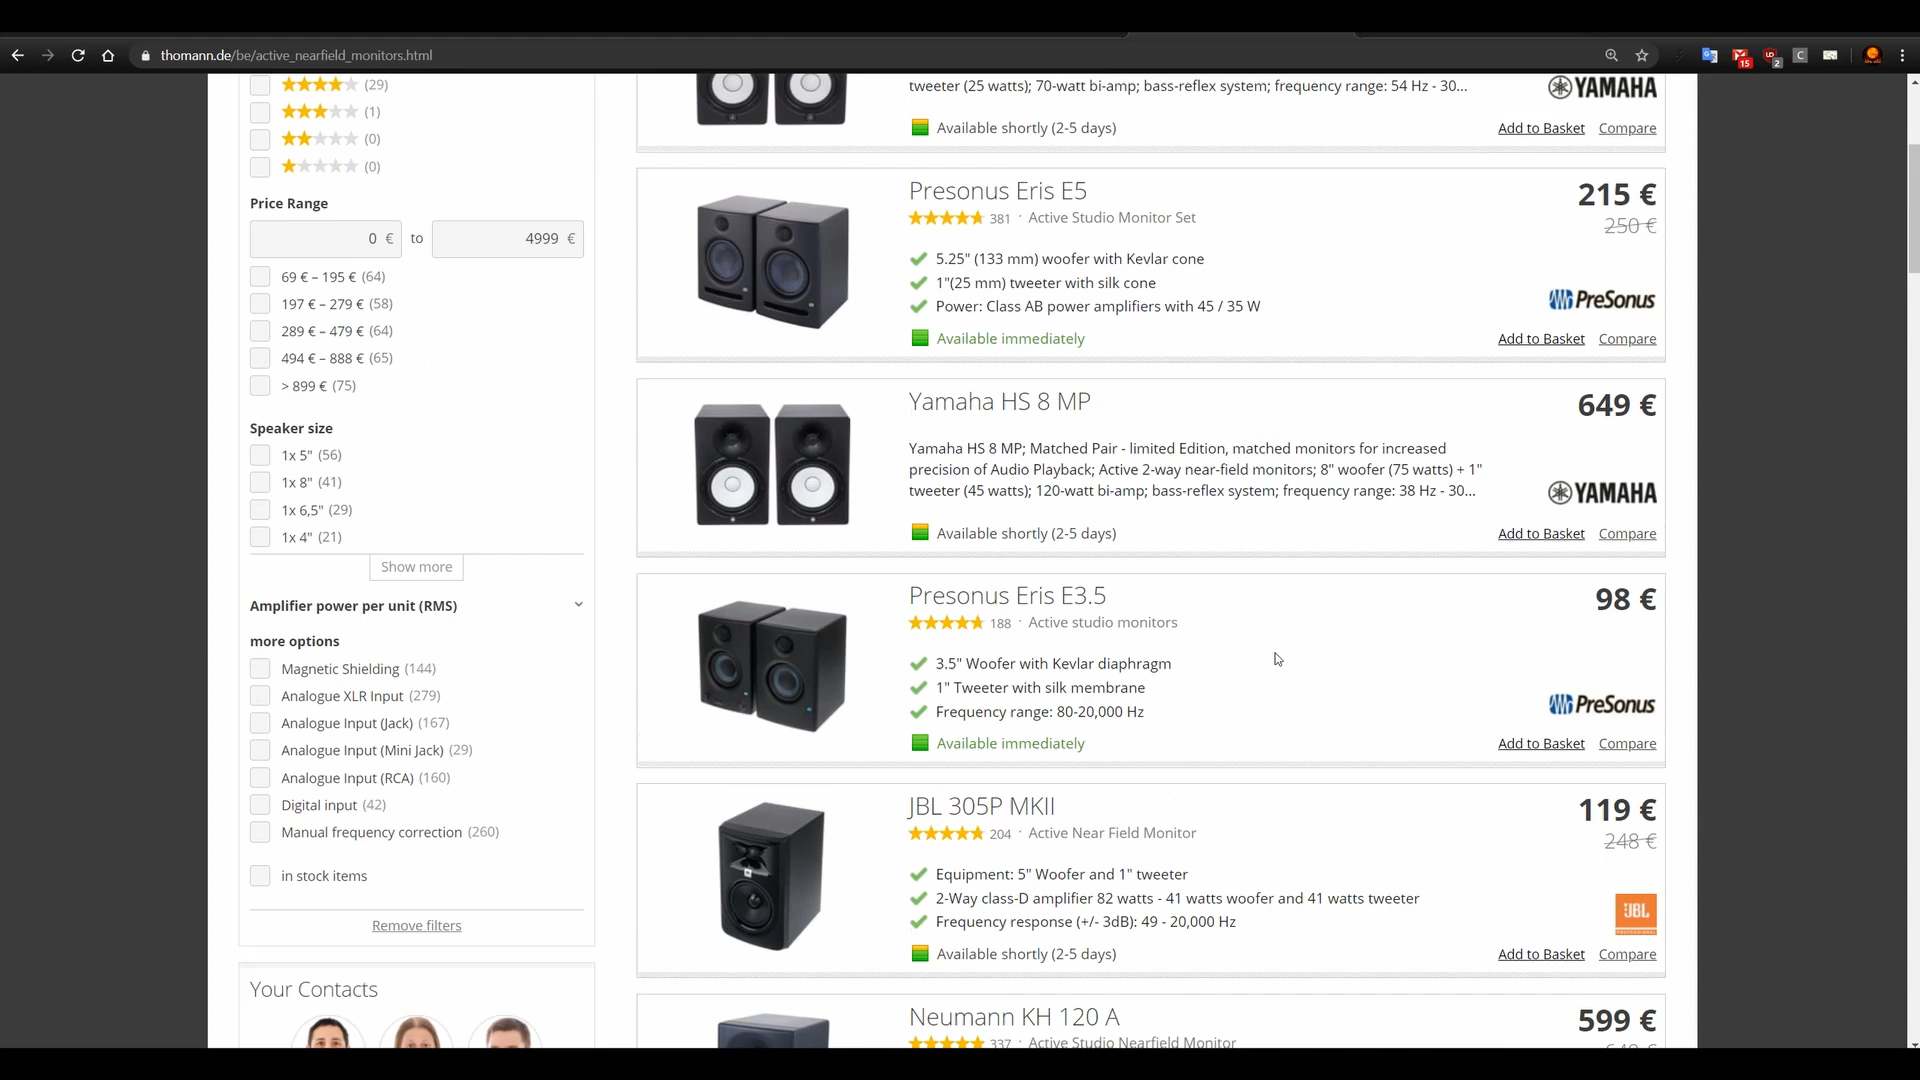 thomann.de/be/active_nearfield_monitors.html
15
2
(29)
(1)
(0)
(0)
Price Range
0 €
to
4999 €
69 € – 195 € (64)
197 € – 279 € (58)
289 € – 479 € (64)
494 € – 888 € (65)
> 899 € (75)
Speaker size
1x 5" (56)
1x 8" (41)
1x 6,5" (29)
1x 4" (21)
Show more
Amplifier power per unit (RMS)
more options
Magnetic Shielding (144)
Analogue XLR Input (279)
Analogue Input (Jack) (167)
Analogue Input (Mini Jack) (29)
Analogue Input (RCA) (160)
Digital input (42)
Manual frequency correction (260)
in stock items
Remove filters
Your Contacts
tweeter (25 watts); 70-watt bi-amp; bass-reflex system; frequency range: 54 Hz - 30...
YAMAHA
Available shortly (2-5 days)
Add to Basket Compare
Presonus Eris E5
215 €
381 · Active Studio Monitor Set
250 €
5.25" (133 mm) woofer with Kevlar cone
1"(25 mm) tweeter with silk cone
Power: Class AB power amplifiers with 45 / 35 W
PreSonus
Available immediately
Add to Basket Compare
Yamaha HS 8 MP
649 €
Yamaha HS 8 MP; Matched Pair - limited Edition, matched monitors for increased
precision of Audio Playback; Active 2-way near-field monitors; 8" woofer (75 watts) + 1"
tweeter (45 watts); 120-watt bi-amp; bass-reflex system; frequency range: 38 Hz - 30...
YAMAHA
Available shortly (2-5 days)
Add to Basket Compare
Presonus Eris E3.5
98 €
188 · Active studio monitors
3.5" Woofer with Kevlar diaphragm
1" Tweeter with silk membrane
Frequency range: 80-20,000 Hz
PreSonus
Available immediately
Add to Basket Compare
JBL 305P MKII
119 €
204 · Active Near Field Monitor
248 €
Equipment: 5" Woofer and 1" tweeter
2-Way class-D amplifier 82 watts - 41 watts woofer and 41 watts tweeter
Frequency response (+/- 3dB): 49 - 20,000 Hz
JBL
Available shortly (2-5 days)
Add to Basket Compare
Neumann KH 120 A
599 €
337 · Active Studio Nearfield Monitor